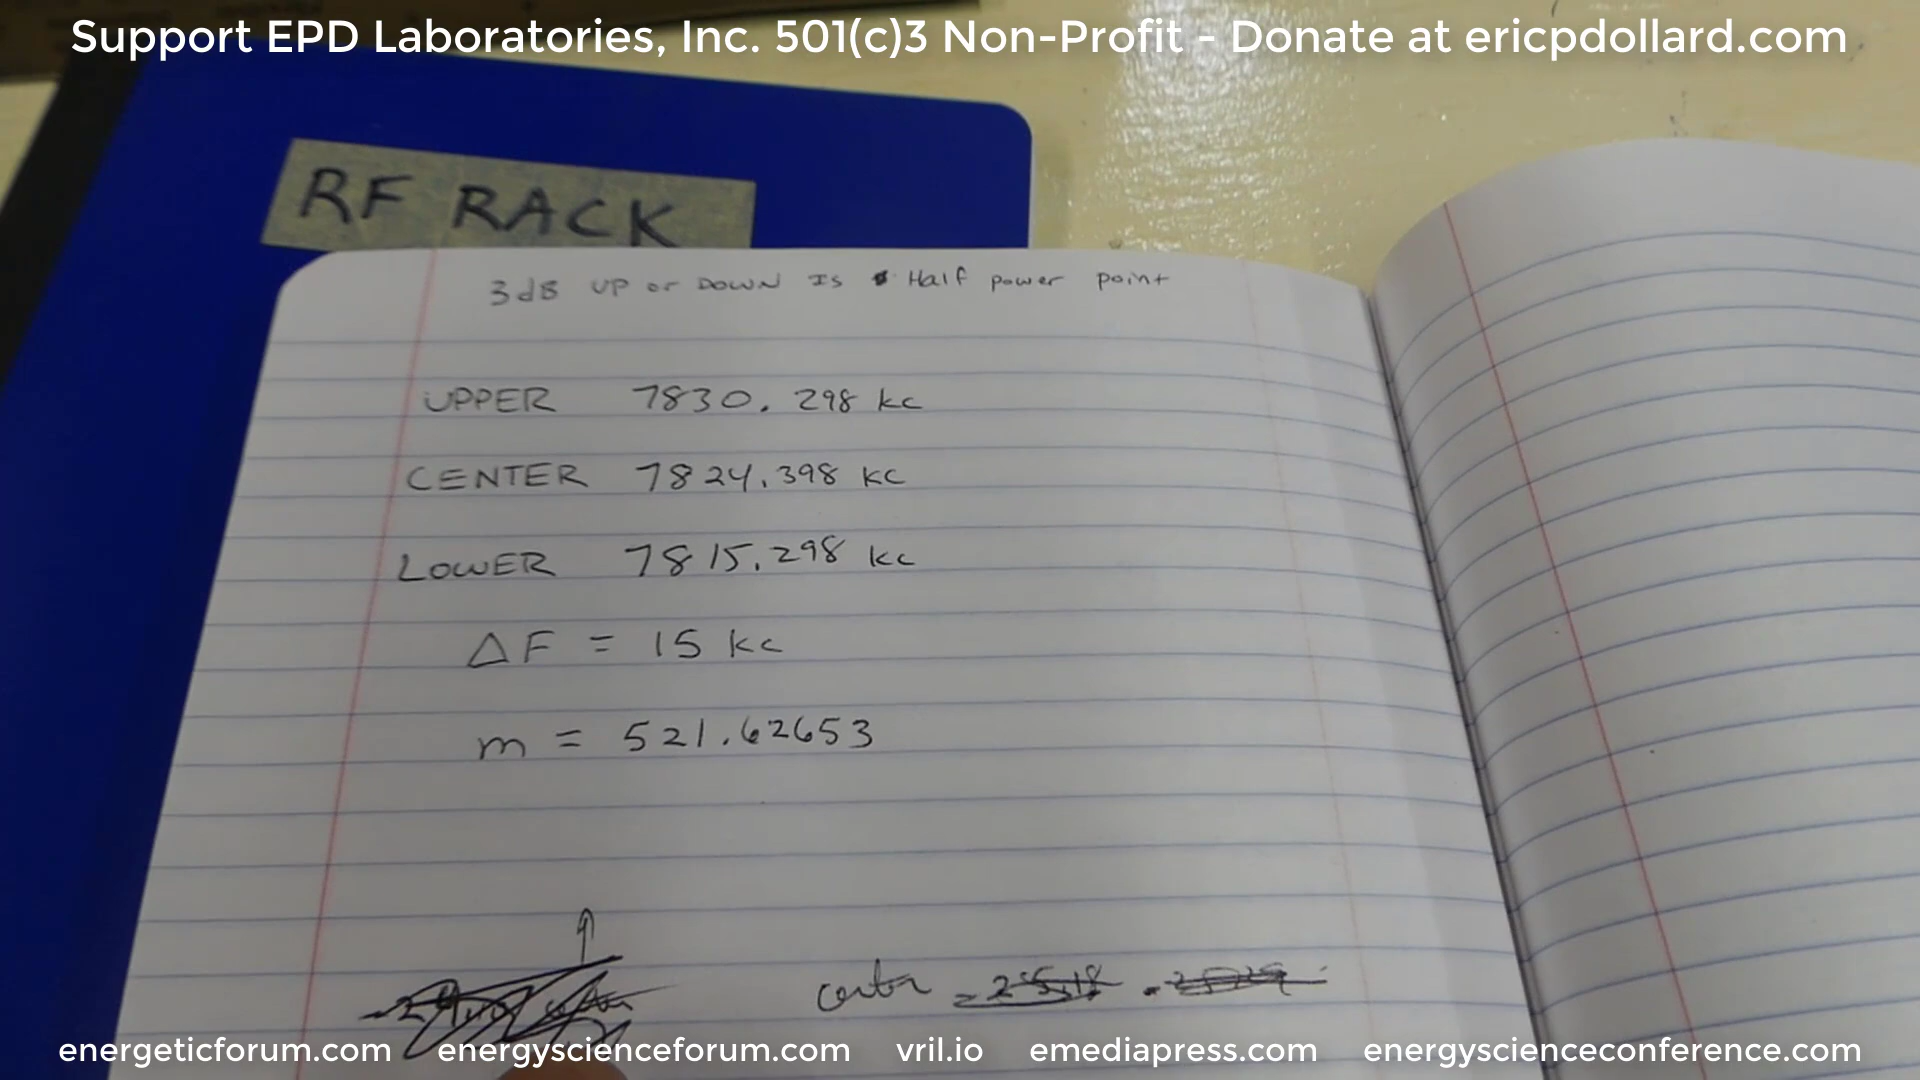 Support EPD Laboratories, Inc. 501(c)3 Non-Profit - Donate at ericpdollard.com
RF RACK
3dB UP or DOWN Is Half power point
UPPER 7830.298 kc
CENTER 7824.398 kc
LOWER 7815.298 kc
ΔF = 15 kc
m = 521.62653
center
energeticforum.com energyscienceforum.com vril.io emediapress.com energyscienceconference.com